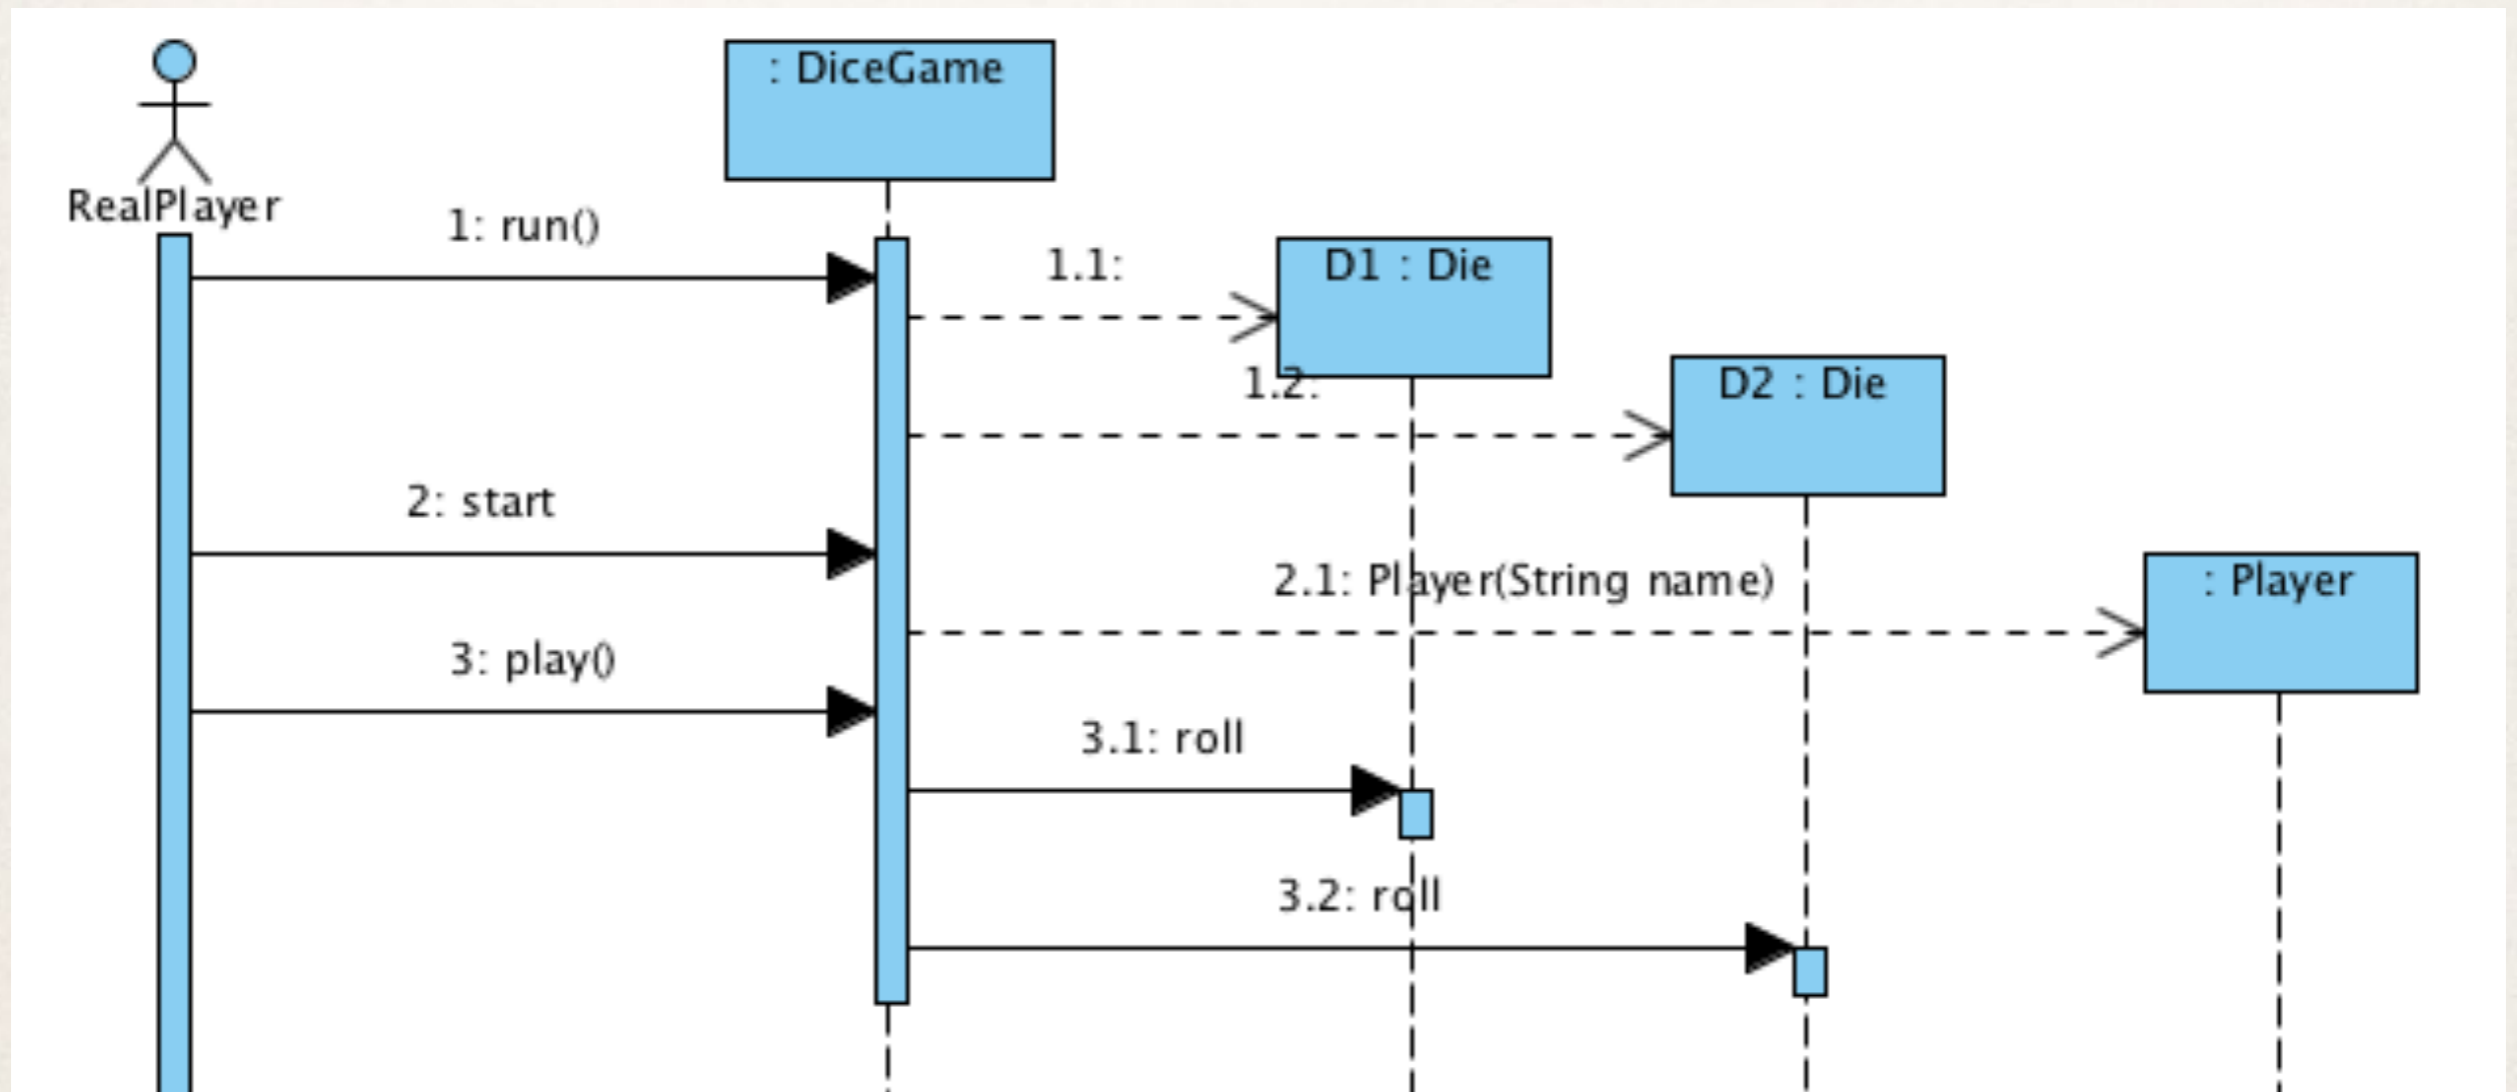 : DiceGame
RealPlayer
1: run()
1.1:
D1 : Die
1.2:
D2 : Die
2: start
2.1: Player(String name)
: Player
3: play()
3.1: roll
3.2: roll